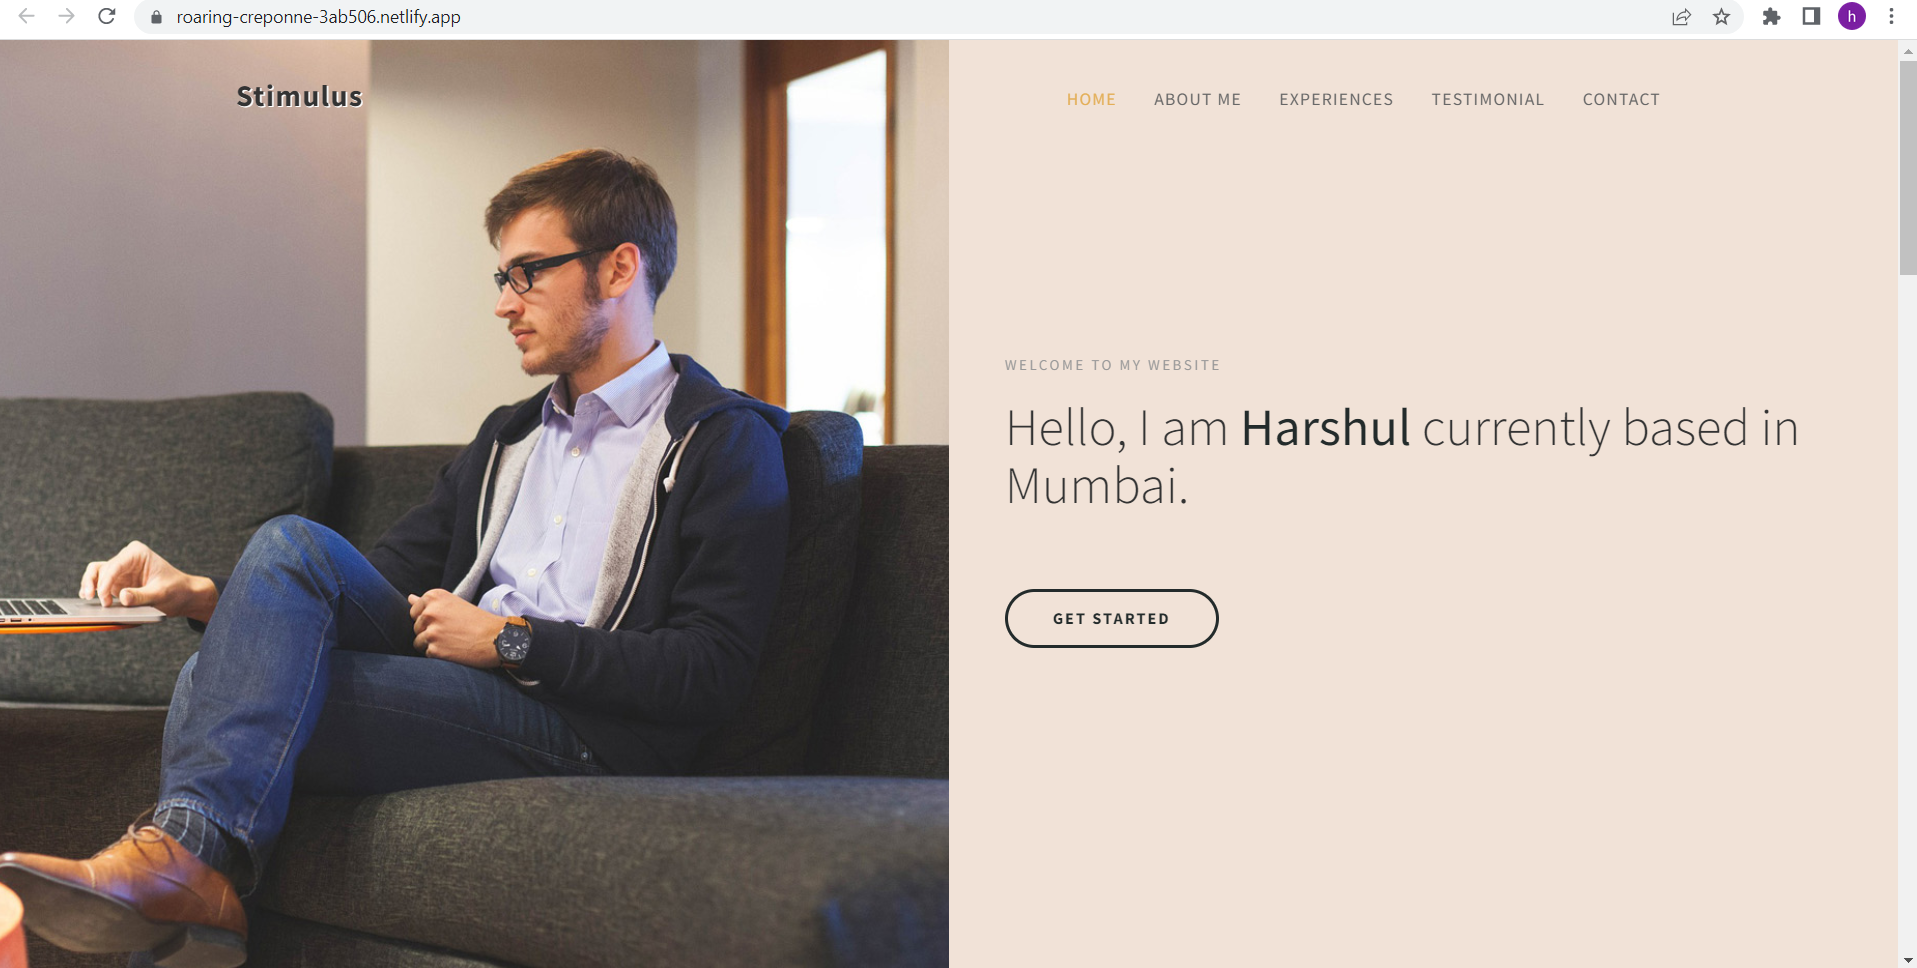 roaring-creponne-3ab506.netlify.app
h
Stimulus
HOME ABOUT ME EXPERIENCES TESTIMONIAL CONTACT
WELCOME TO MY WEBSITE
Hello, I am Harshul currently based in
Mumbai.
GET STARTED